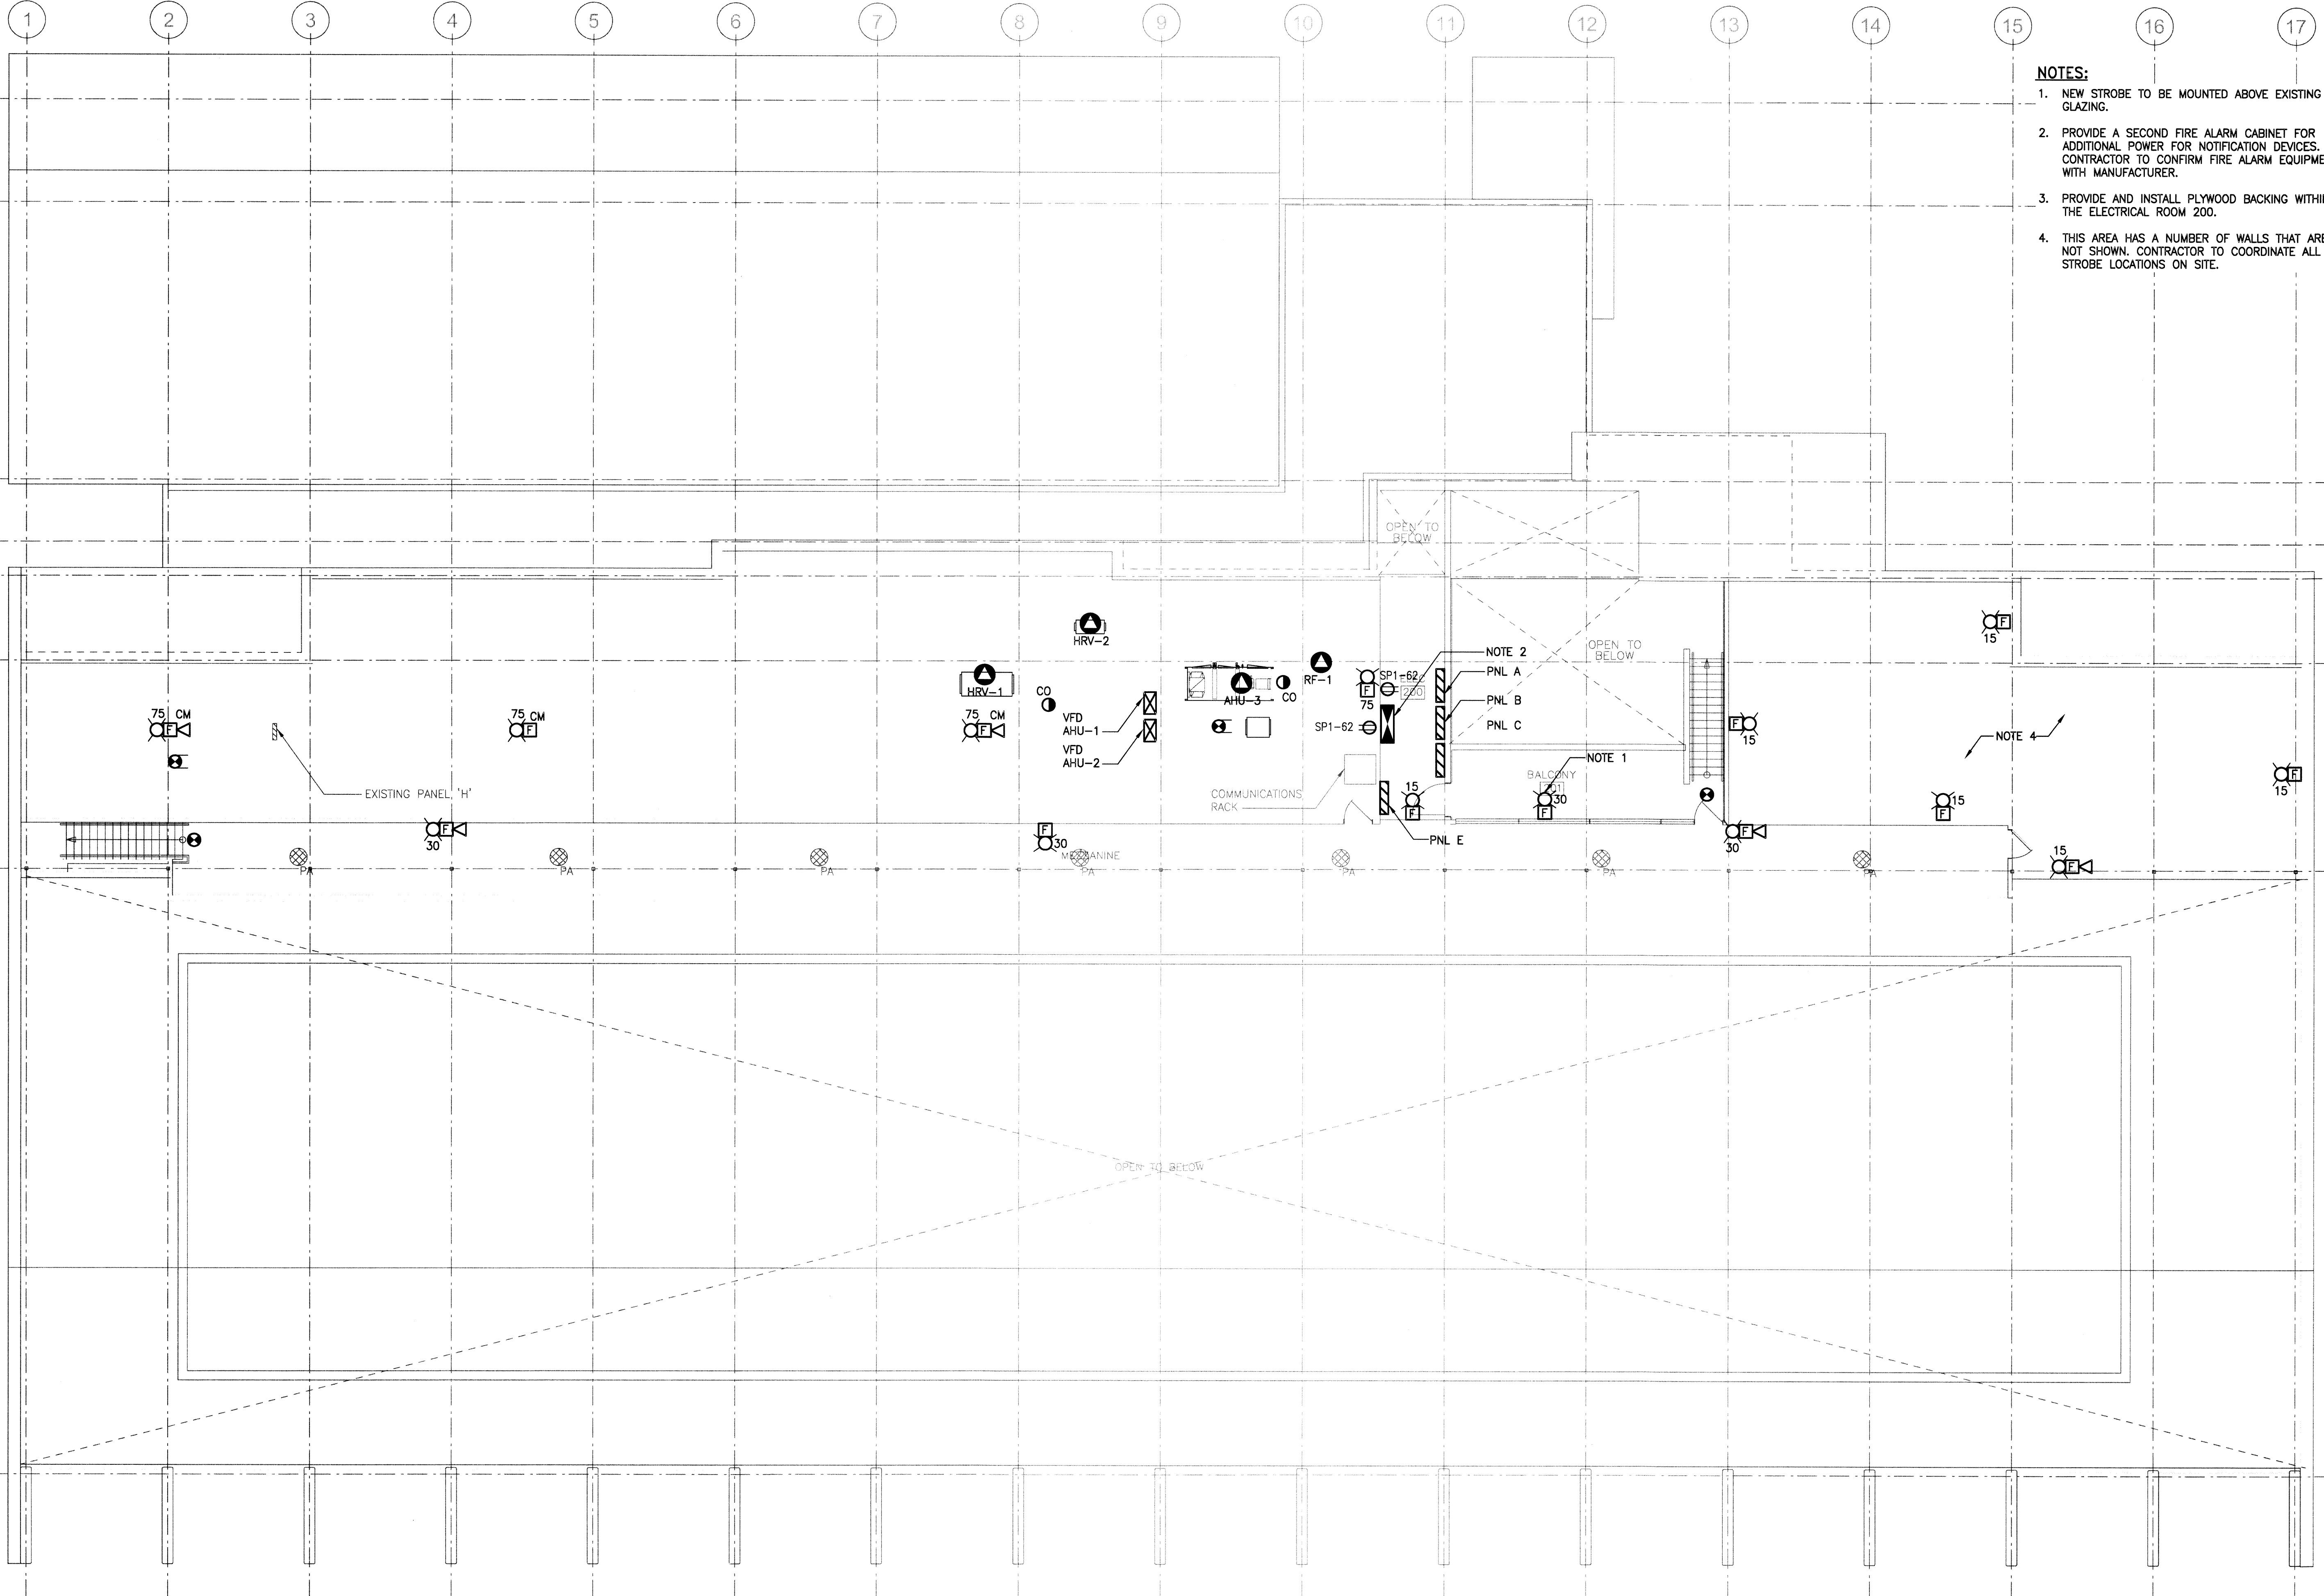 1 2 3 4 5 6 7 8 9 10 11 12 13 14 15 16 17
NOTES:
1. NEW STROBE TO BE MOUNTED ABOVE EXISTING
GLAZING.
2. PROVIDE A SECOND FIRE ALARM CABINET FOR
ADDITIONAL POWER FOR NOTIFICATION DEVICES.
CONTRACTOR TO CONFIRM FIRE ALARM EQUIPME
WITH MANUFACTURER.
3. PROVIDE AND INSTALL PLYWOOD BACKING WITHI
THE ELECTRICAL ROOM 200.
4. THIS AREA HAS A NUMBER OF WALLS THAT ARE
NOT SHOWN. CONTRACTOR TO COORDINATE ALL
STROBE LOCATIONS ON SITE.
OPEN TO
BELOW
F
15
HRV-2
OPEN TO
BELOW
NOTE 2
HRV-1
CO
AHU-3
CO
RF-1
F
75
SP1-62
200
PNL A
PNL B
PNL C
SP1-62
75 CM
F
75 CM
F
75 CM
F
VFD
AHU-1
VFD
AHU-2
F
15
NOTE 4
NOTE 1
BALCONY
201
30
F
F
15
EXISTING PANEL 'H'
COMMUNICATIONS
RACK
15
F
15
F
F
30
F
30
MEZZANINE
PNL E
F
30
15
F
PA PA PA PA PA PA PA
OPEN TO BELOW